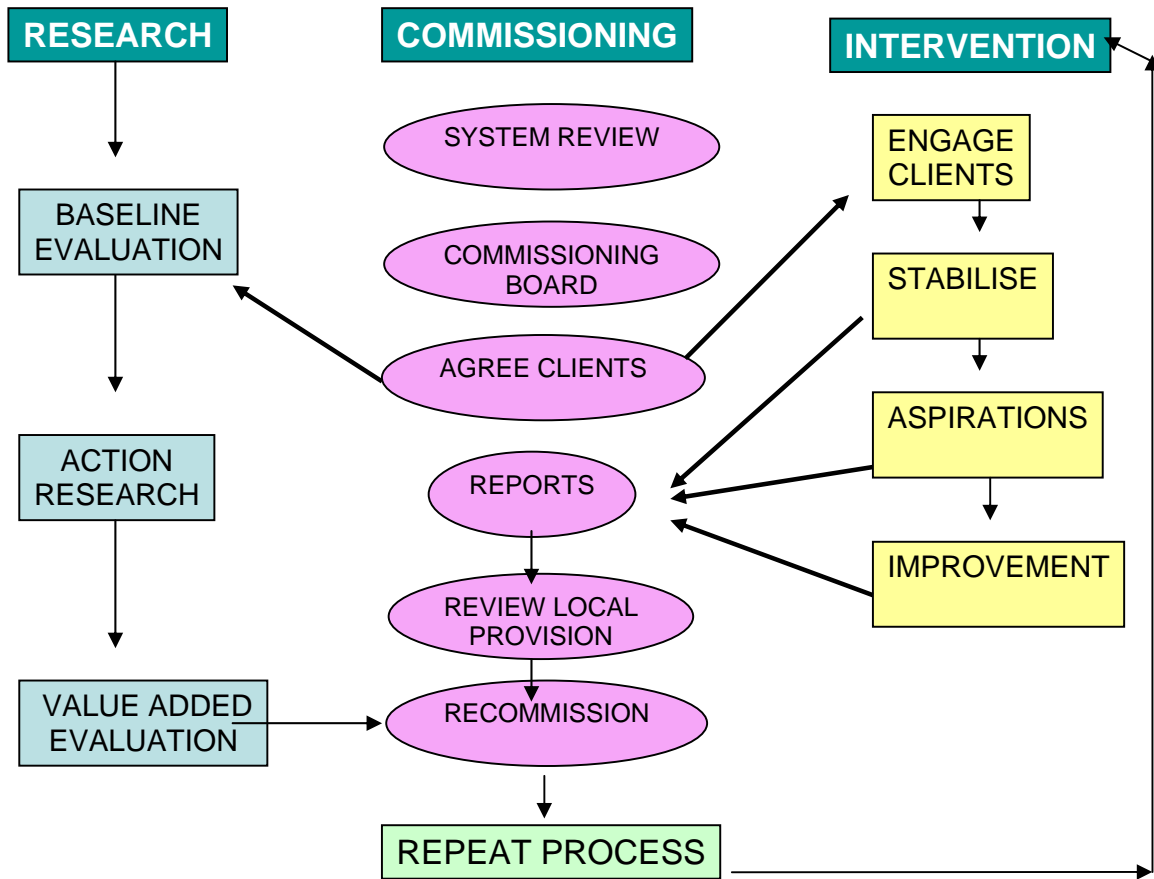 RESEARCH
COMMISSIONING
INTERVENTION
SYSTEM REVIEW
ENGAGE
CLIENTS
BASELINE
EVALUATION
COMMISSIONING
BOARD
STABILISE
AGREE CLIENTS
ASPIRATIONS
ACTION
RESEARCH
REPORTS
IMPROVEMENT
REVIEW LOCAL
PROVISION
VALUE ADDED
EVALUATION
RECOMMISSION
REPEAT PROCESS